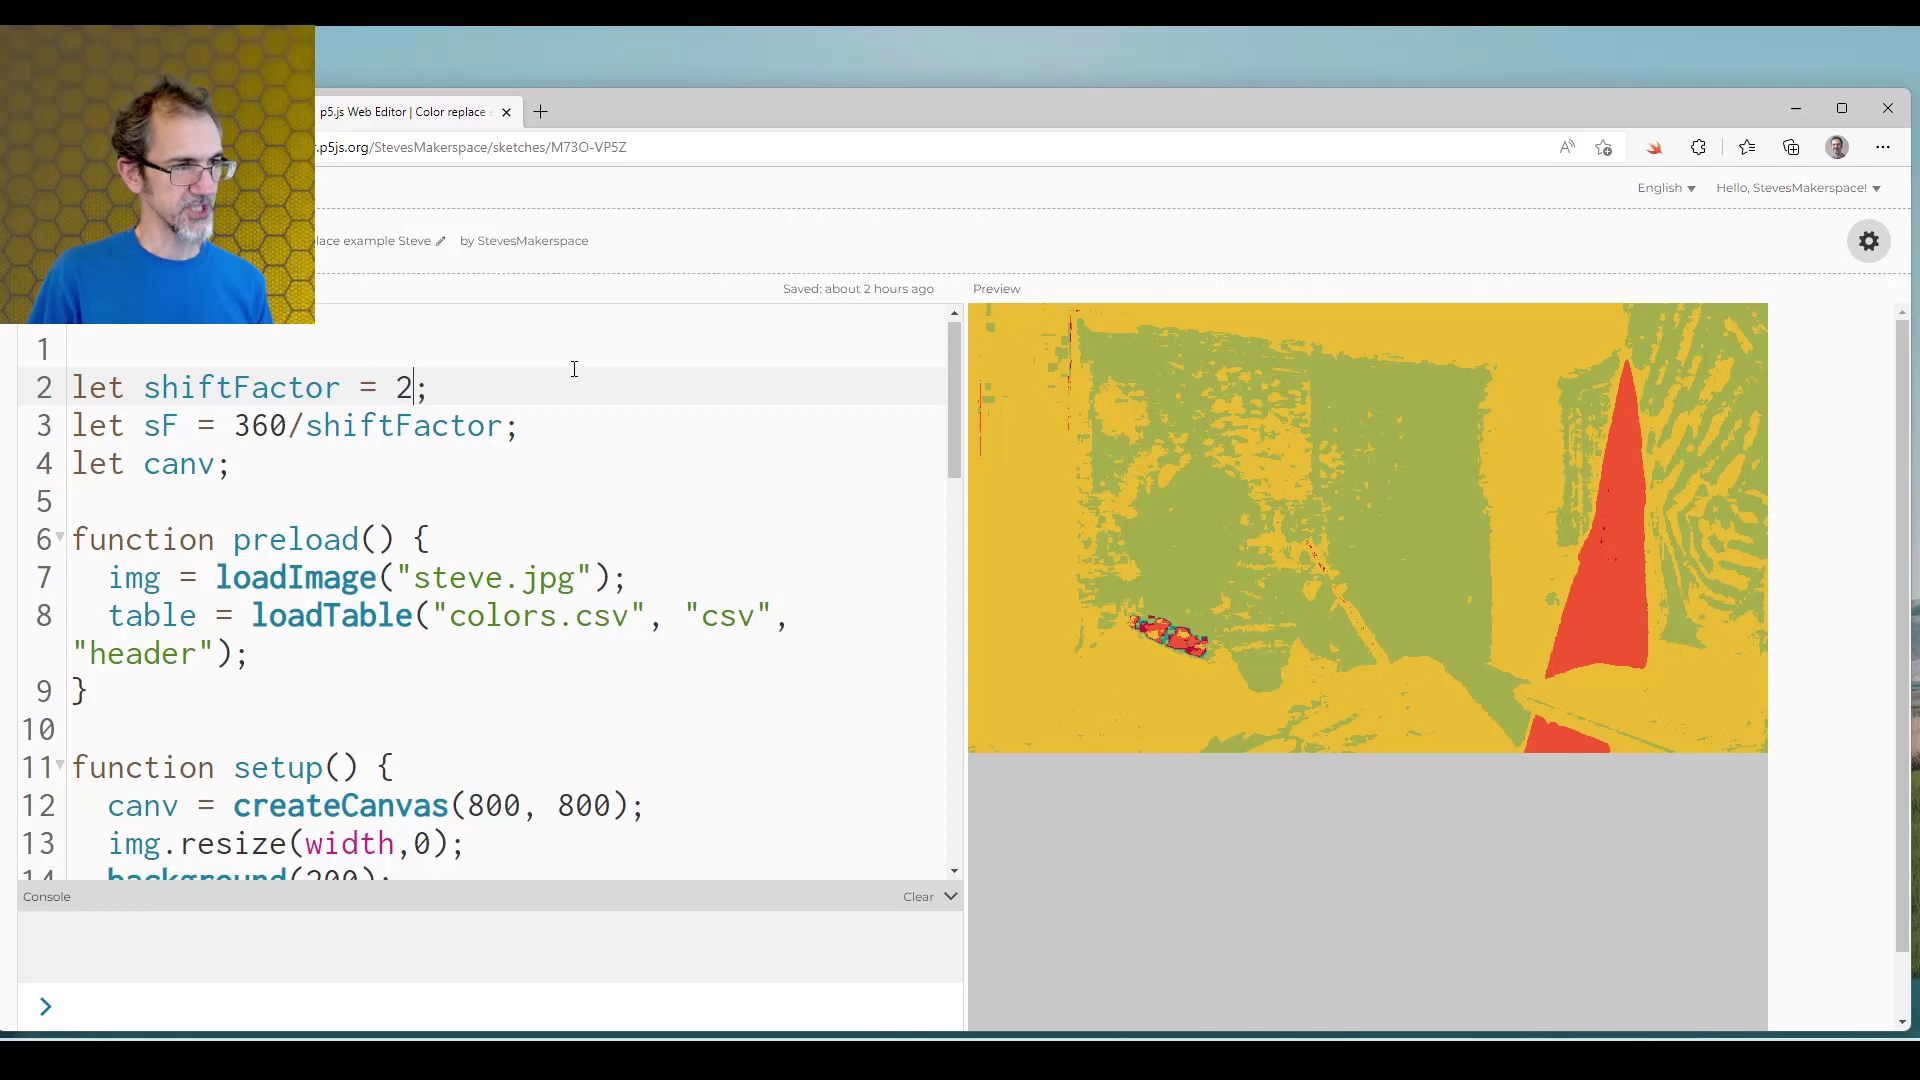 p5.js Web Editor | Color replace
r.p5js.org/StevesMakerspace/sketches/M73O-VP5Z
English
Hello, StevesMakerspace!
lace example Steve
by StevesMakerspace
Saved: about 2 hours ago
Preview
1
2 let shiftFactor = 2;
3 let sF = 360/shiftFactor;
4 let canv;
5
6 function preload() {
7 img = loadImage("steve.jpg");
8 table = loadTable("colors.csv", "csv",
"header");
9 }
10
11 function setup() {
12 canv = createCanvas(800, 800);
13 img.resize(width,0);
14 background(200);
Console
Clear
>